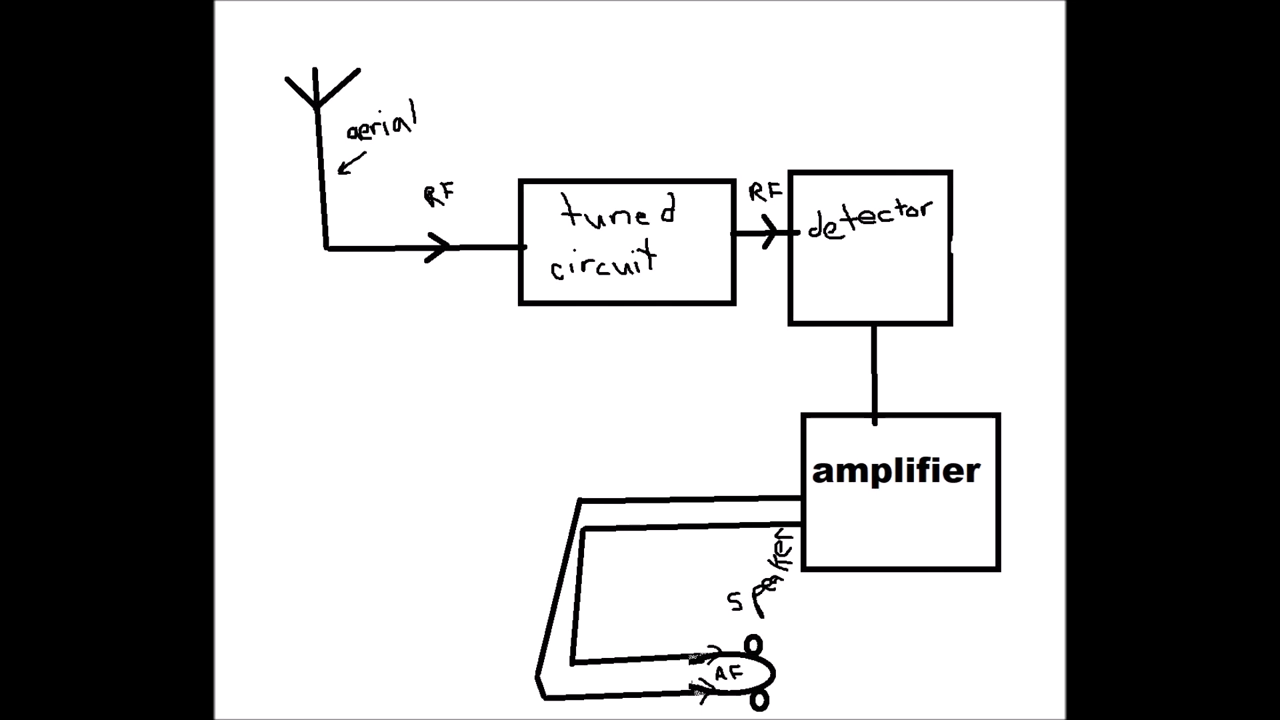 aerial
RF
tuned
circuit
RF
detector
amplifier
speaker
AF